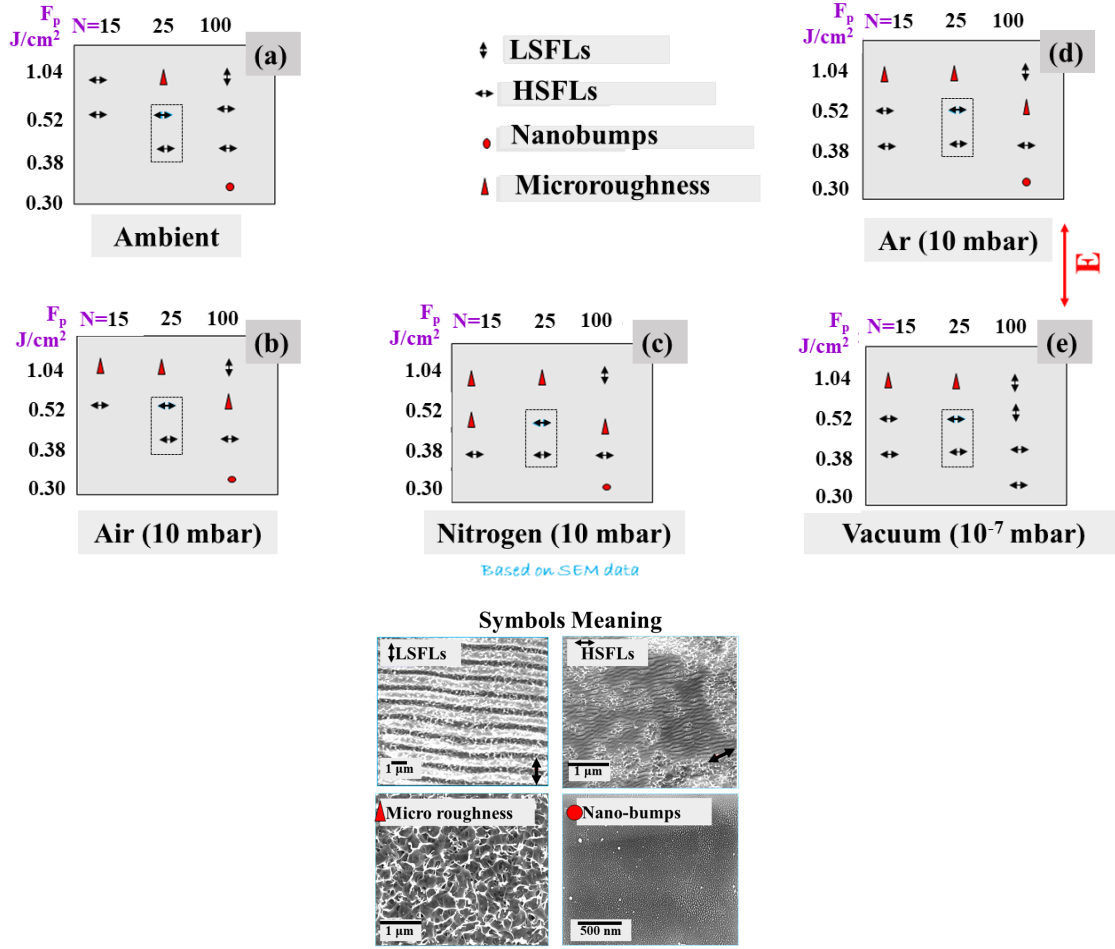 F_p
J/cm²
N=15 25 100
(a)
1.04
0.52
0.38
0.30
Ambient
LSFLs
HSFLs
Nanobumps
Microroughness
F_p
J/cm²
N=15 25 100
(d)
1.04
0.52
0.38
0.30
Ar (10 mbar)
E
F_p
J/cm²
N=15 25 100
(b)
1.04
0.52
0.38
0.30
Air (10 mbar)
F_p
J/cm²
N=15 25 100
(c)
1.04
0.52
0.38
0.30
Nitrogen (10 mbar)
F_p
J/cm²
N=15 25 100
(e)
1.04
0.52
0.38
0.30
Vacuum (10⁻⁷ mbar)
Based on SEM data
Symbols Meaning
LSFLs
1 µm
HSFLs
1 µm
Micro roughness
1 µm
Nano-bumps
500 nm